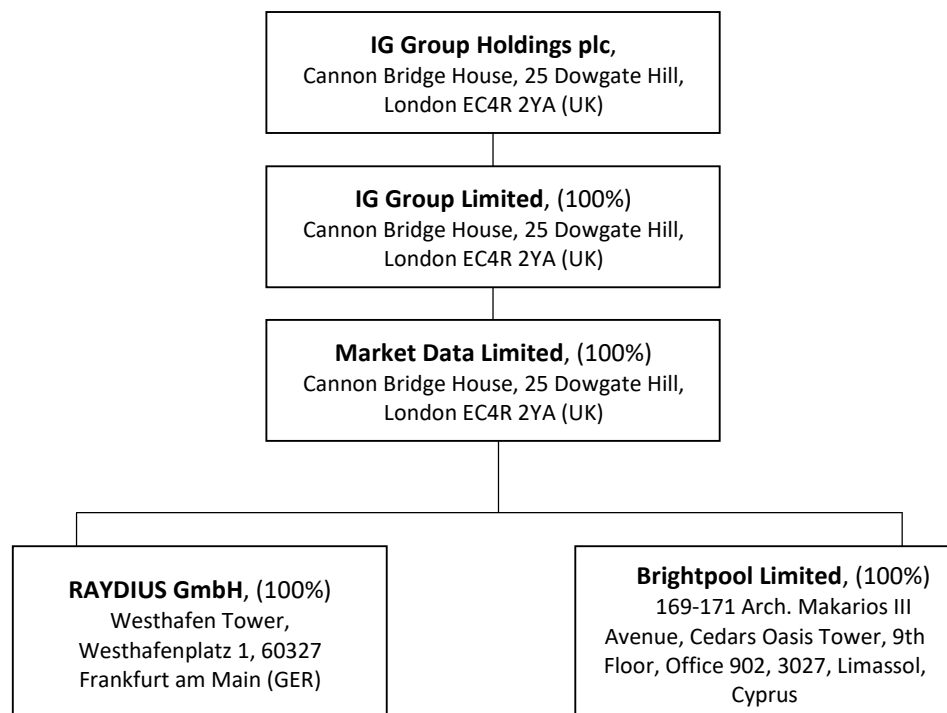 IG Group Holdings plc,
Cannon Bridge House, 25 Dowgate Hill,
London EC4R 2YA (UK)
IG Group Limited, (100%)
Cannon Bridge House, 25 Dowgate Hill,
London EC4R 2YA (UK)
Market Data Limited, (100%)
Cannon Bridge House, 25 Dowgate Hill,
London EC4R 2YA (UK)
RAYDIUS GmbH, (100%)
Westhafen Tower,
Westhafenplatz 1, 60327
Frankfurt am Main (GER)
Brightpool Limited, (100%)
169-171 Arch. Makarios III
Avenue, Cedars Oasis Tower, 9th
Floor, Office 902, 3027, Limassol,
Cyprus